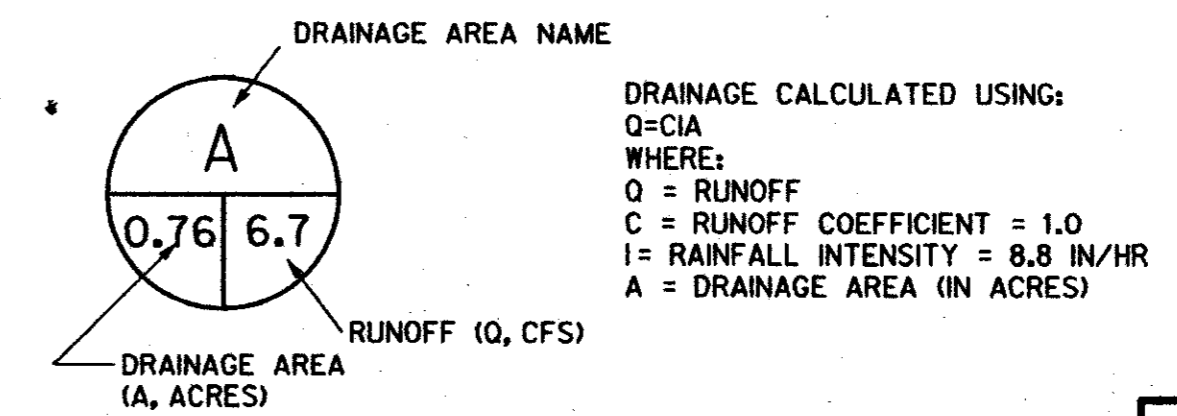 DRAINAGE AREA NAME
A
0.76 6.7
RUNOFF (Q, CFS)
DRAINAGE AREA
(A, ACRES)
DRAINAGE CALCULATED USING:
Q=CIA
WHERE:
Q = RUNOFF
C = RUNOFF COEFFICIENT = 1.0
I= RAINFALL INTENSITY = 8.8 IN/HR
A = DRAINAGE AREA (IN ACRES)